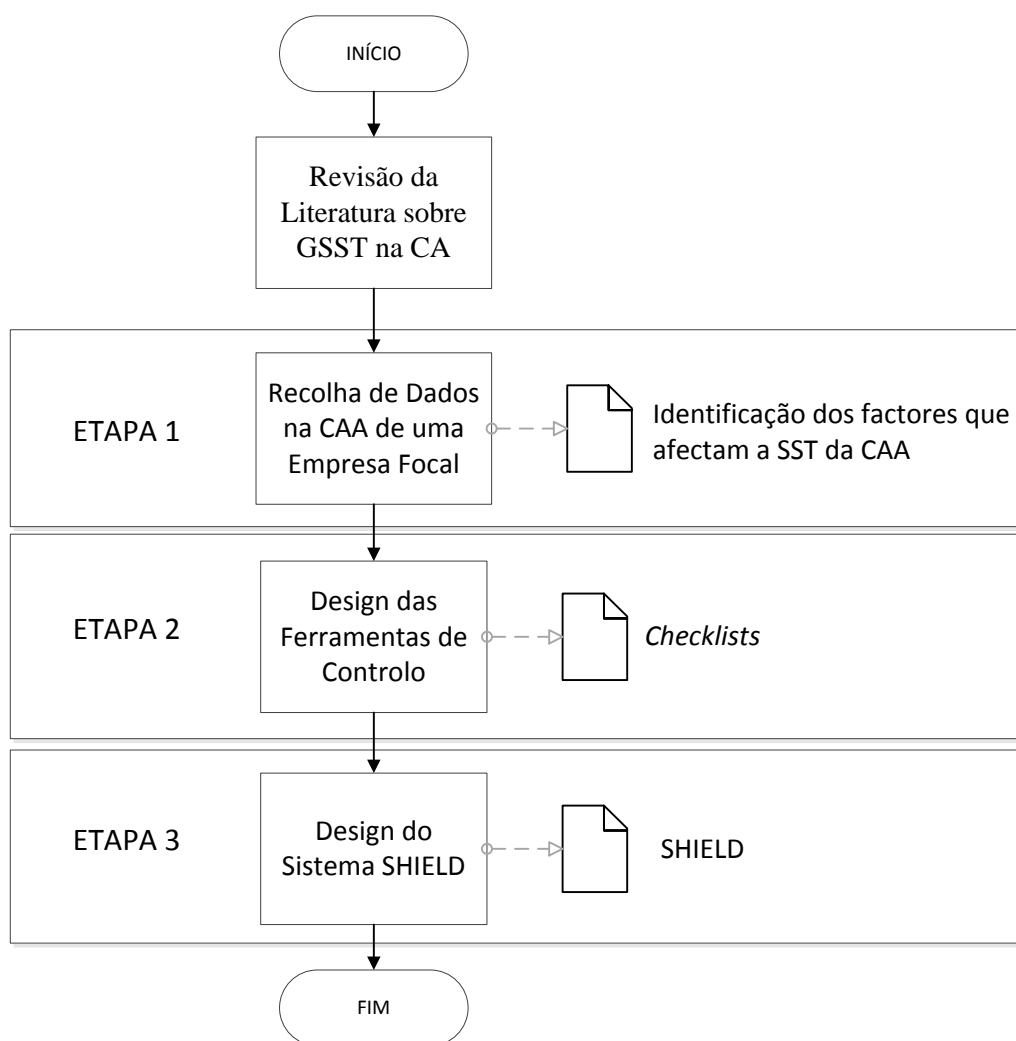 INÍCIO
Revisão da
Literatura sobre
GSST na CA
ETAPA 1
Recolha de Dados
na CAA de uma
Empresa Focal
Identificação dos factores que
afectam a SST da CAA
ETAPA 2
Design das
Ferramentas de
Controlo
Checklists
ETAPA 3
Design do
Sistema SHIELD
SHIELD
FIM